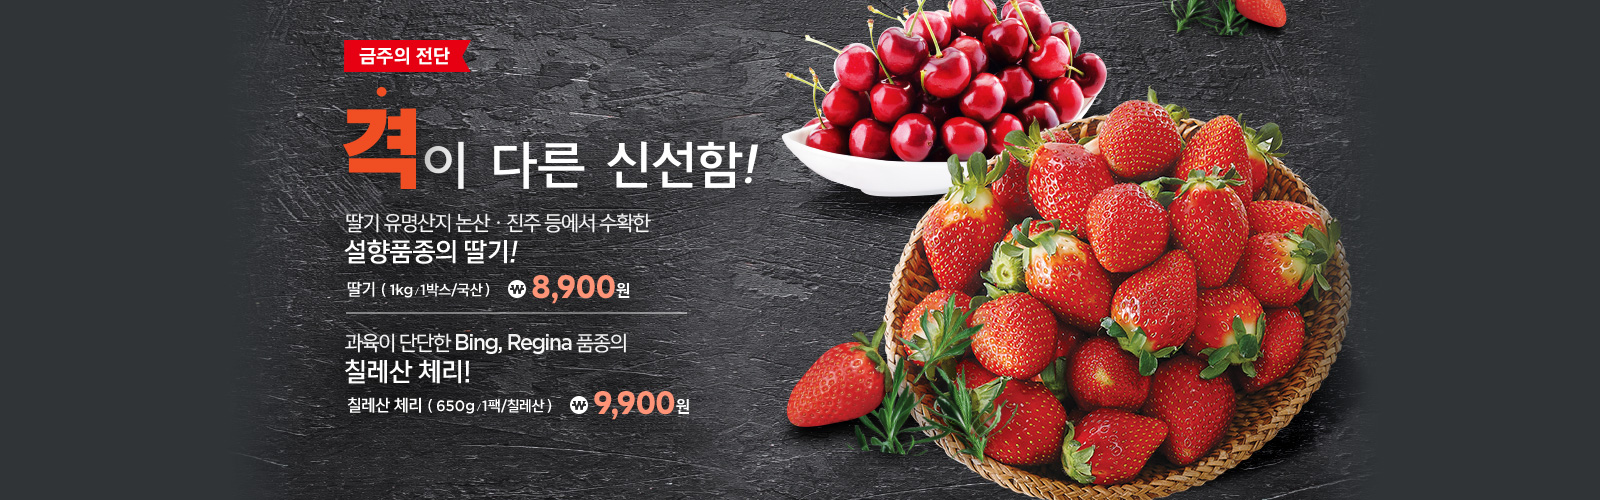 금주의 전단
격이 다른 신선함!
딸기 유명산지 논산 · 진주 등에서 수확한
설향품종의 딸기!
딸기 ( 1kg/1박스/국산 ) ₩ 8,900원
과육이 단단한 Bing, Regina 품종의
칠레산 체리!
칠레산 체리 ( 650g/1팩/칠레산 ) ₩ 9,900원